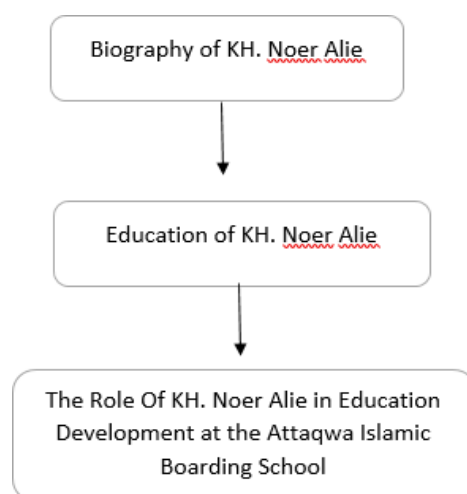 Biography of KH. Noer Alie
Education of KH. Noer Alie
The Role Of KH. Noer Alie in Education
Development at the Attaqwa Islamic
Boarding School